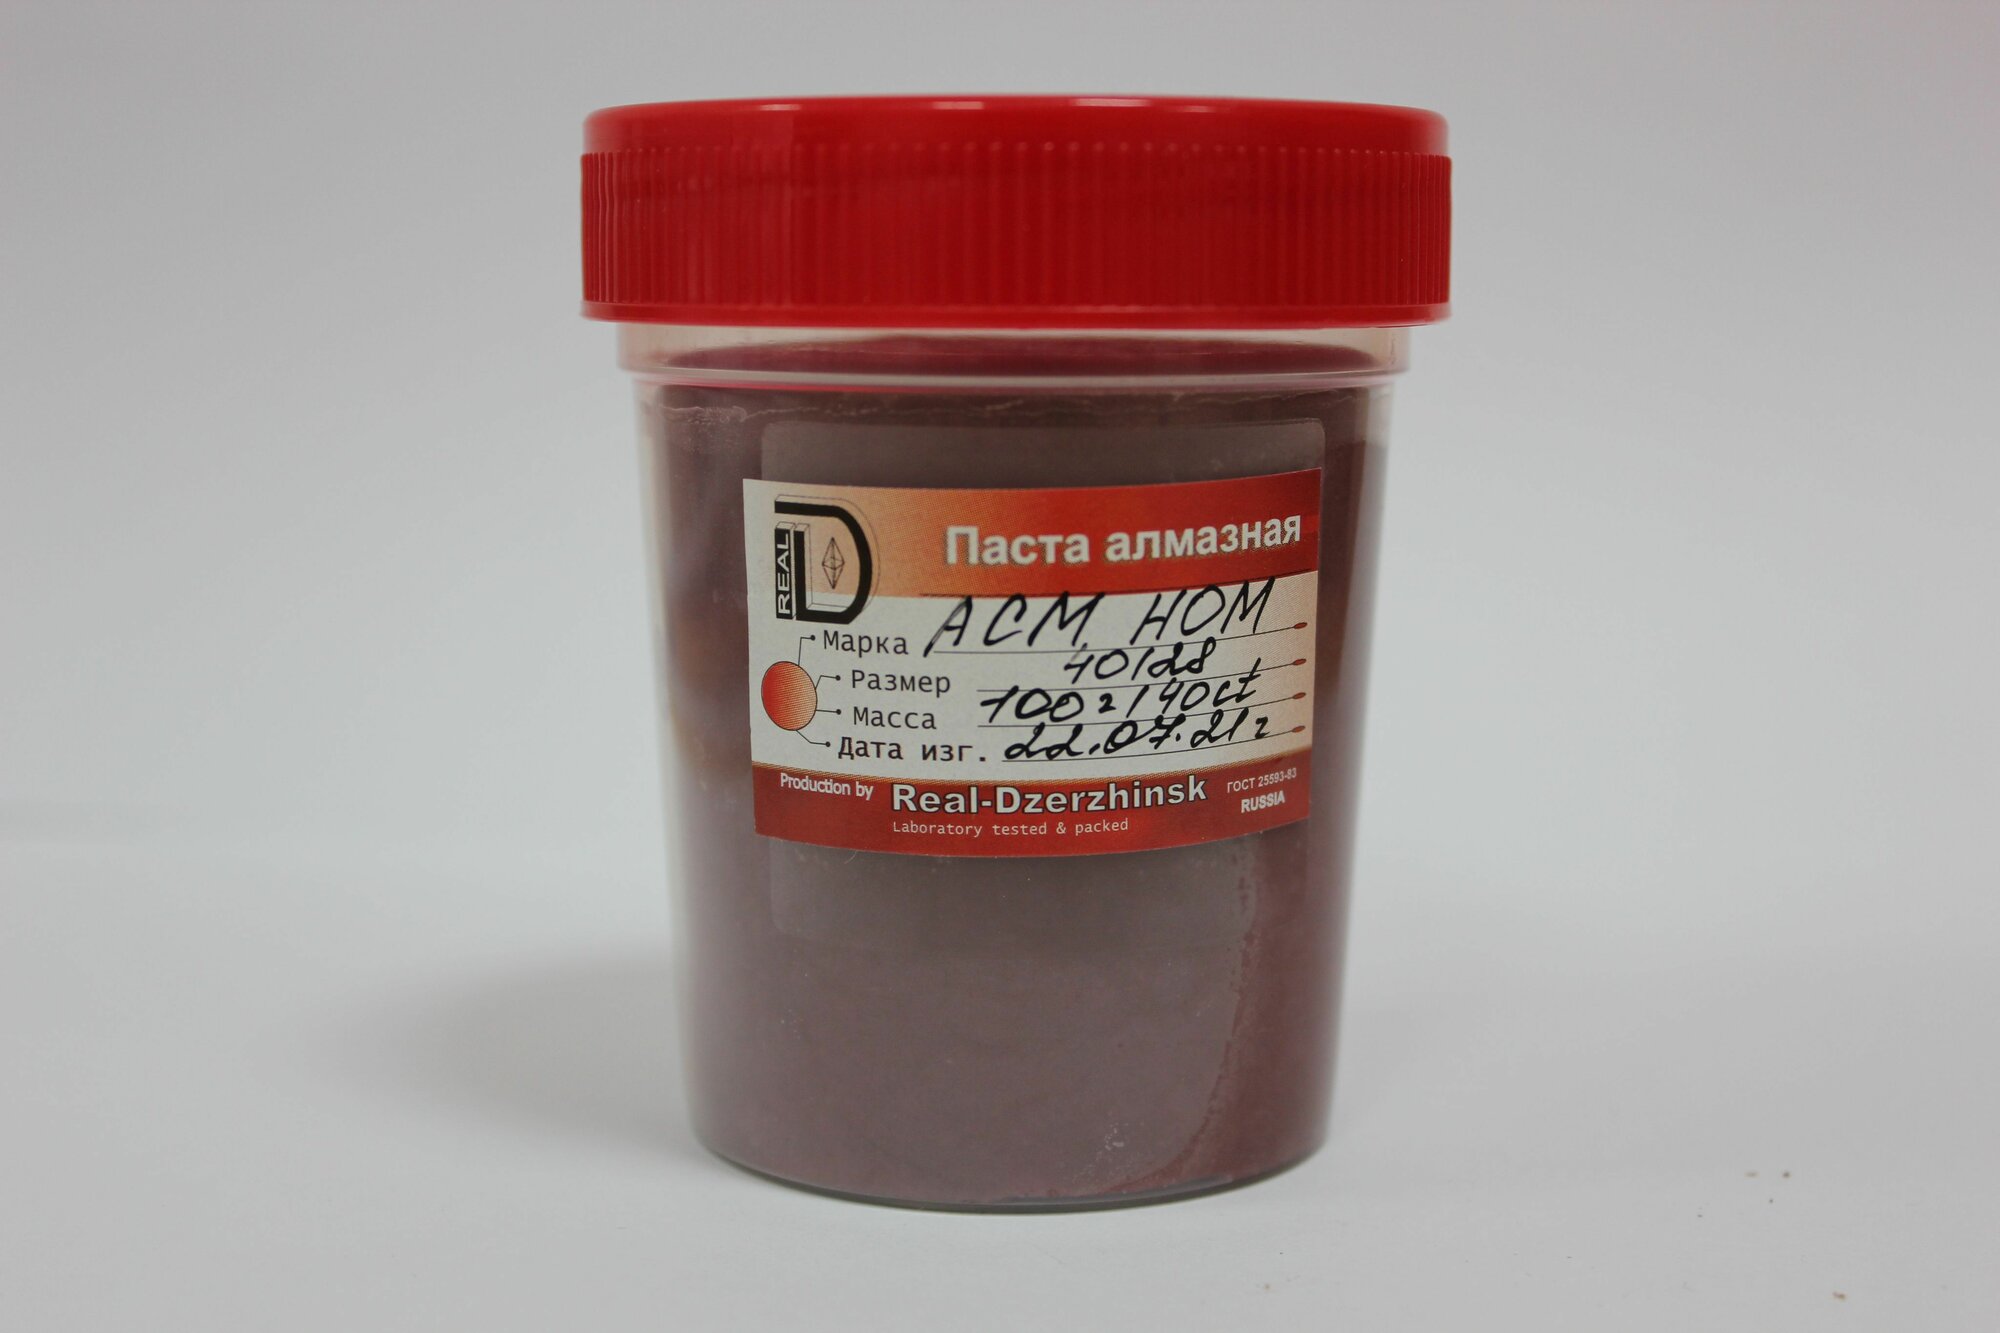 REAL D
Паста алмазная
Марка АСМ НОМ
Размер 40/28
Масса 100г/40ct
Дата изг. 22.07.21г
Production by Real-Dzerzhinsk ГОСТ 25593-83
RUSSIA
Laboratory tested & packed